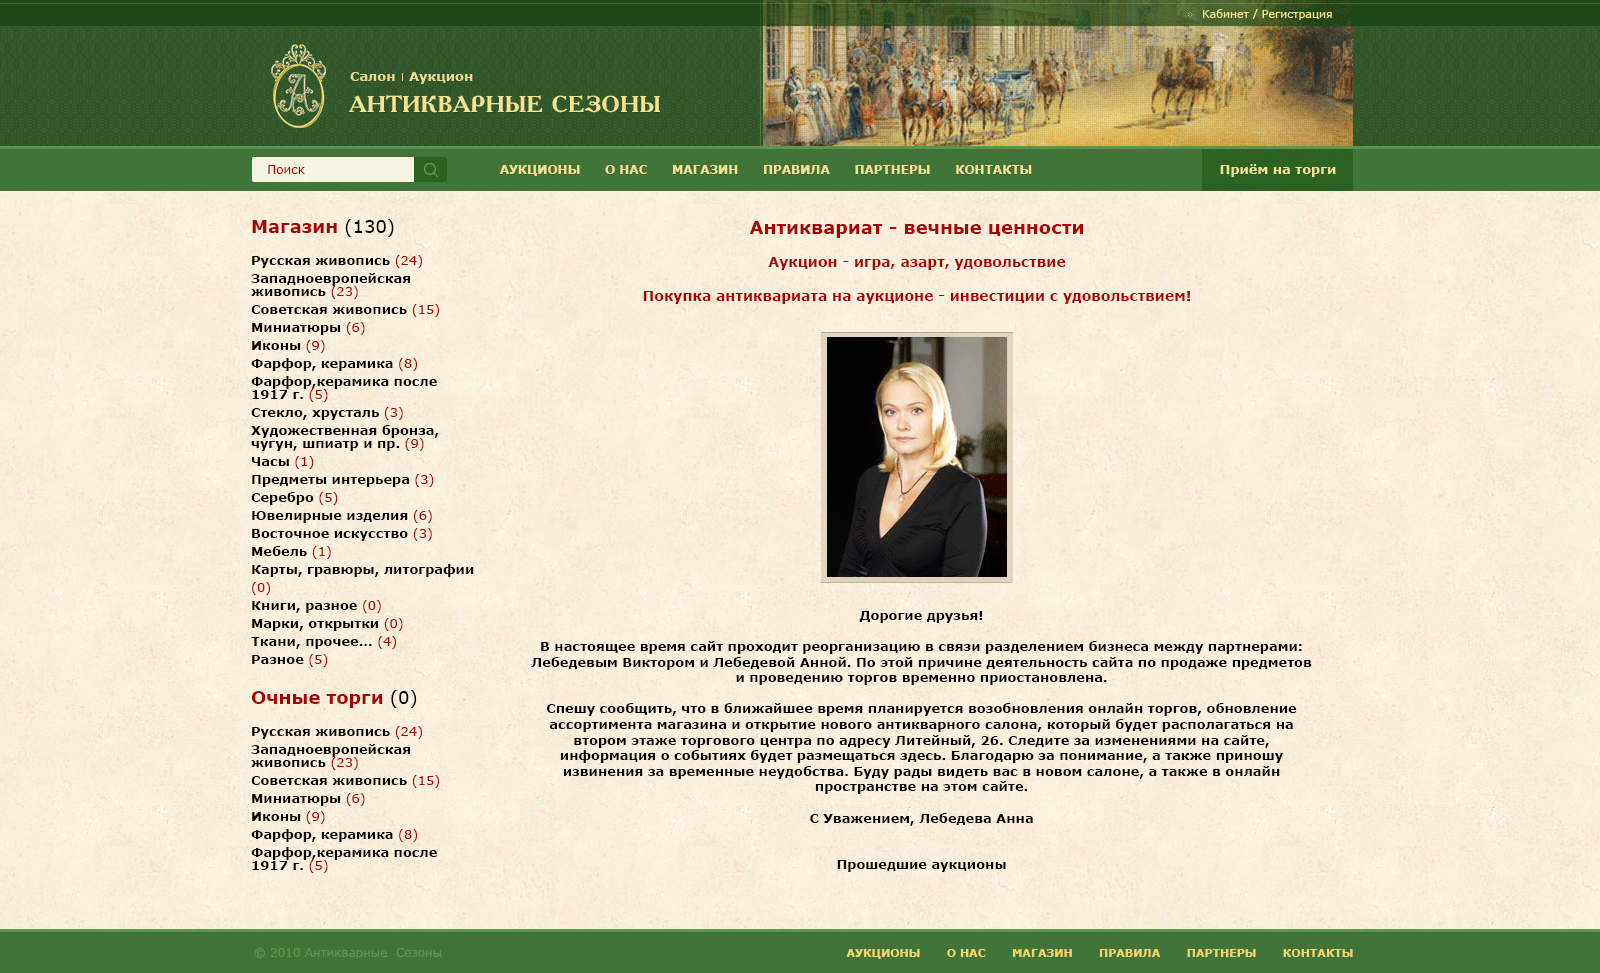 Кабинет / Регистрация
Салон | Аукцион
АНТИКВАРНЫЕ СЕЗОНЫ
Поиск
АУКЦИОНЫ О НАС МАГАЗИН ПРАВИЛА ПАРТНЕРЫ КОНТАКТЫ
Приём на торги
Магазин (130)
Русская живопись (24)
Западноевропейская
живопись (23)
Советская живопись (15)
Миниатюры (6)
Иконы (9)
Фарфор, керамика (8)
Фарфор,керамика после
1917 г. (5)
Стекло, хрусталь (3)
Художественная бронза,
чугун, шпиатр и пр. (9)
Часы (1)
Предметы интерьера (3)
Серебро (5)
Ювелирные изделия (6)
Восточное искусство (3)
Мебель (1)
Карты, гравюры, литографии
(0)
Книги, разное (0)
Марки, открытки (0)
Ткани, прочее... (4)
Разное (5)
Очные торги (0)
Русская живопись (24)
Западноевропейская
живопись (23)
Советская живопись (15)
Миниатюры (6)
Иконы (9)
Фарфор, керамика (8)
Фарфор,керамика после
1917 г. (5)
Антиквариат - вечные ценности
Аукцион - игра, азарт, удовольствие
Покупка антиквариата на аукционе - инвестиции с удовольствием!
Дорогие друзья!
В настоящее время сайт проходит реорганизацию в связи разделением бизнеса между партнерами:
Лебедевым Виктором и Лебедевой Анной. По этой причине деятельность сайта по продаже предметов
и проведению торгов временно приостановлена.
Спешу сообщить, что в ближайшее время планируется возобновления онлайн торгов, обновление
ассортимента магазина и открытие нового антикварного салона, который будет располагаться на
втором этаже торгового центра по адресу Литейный, 26. Следите за изменениями на сайте,
информация о событиях будет размещаться здесь. Благодарю за понимание, а также приношу
извинения за временные неудобства. Буду рады видеть вас в новом салоне, а также в онлайн
пространстве на этом сайте.
С Уважением, Лебедева Анна
Прошедшие аукционы
© 2010 Антикварные Сезоны
АУКЦИОНЫ О НАС МАГАЗИН ПРАВИЛА ПАРТНЕРЫ КОНТАКТЫ